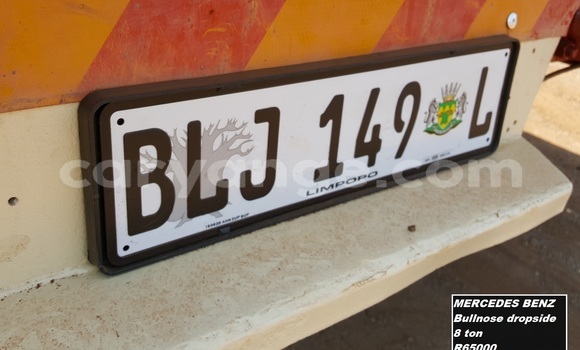 BLJ 149 L
LIMPOPO
MERCEDES BENZ
Bullnose dropside
8 ton
R65000